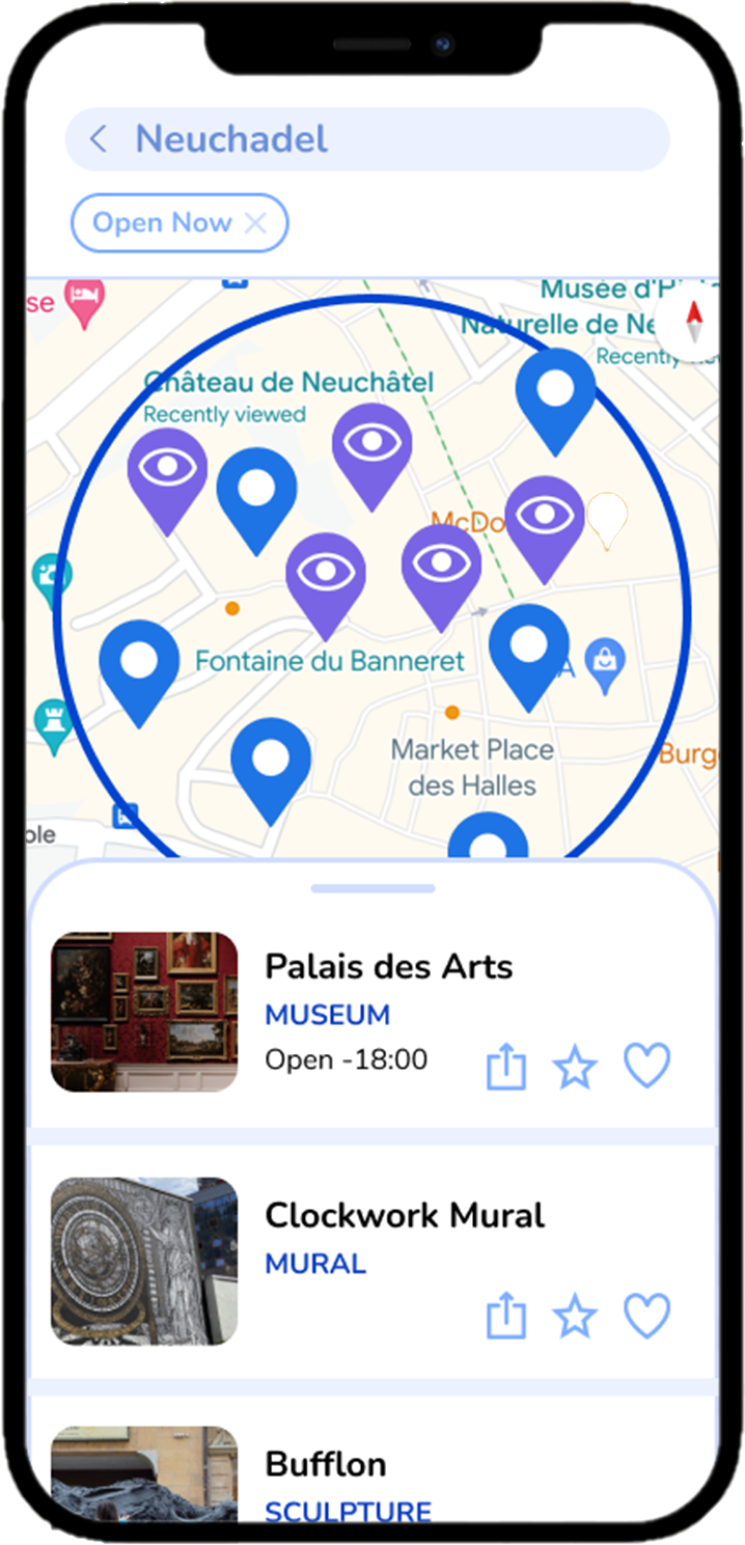 Neuchadel
Open Now
se
Musée d'H
Naturelle de Ne
Recently
Château de Neuchâtel
Recently viewed
McDo
Fontaine du Banneret
A
Market Place
des Halles
Burg
ole
Palais des Arts
MUSEUM
Open -18:00
Clockwork Mural
MURAL
Bufflon
SCULPTURE